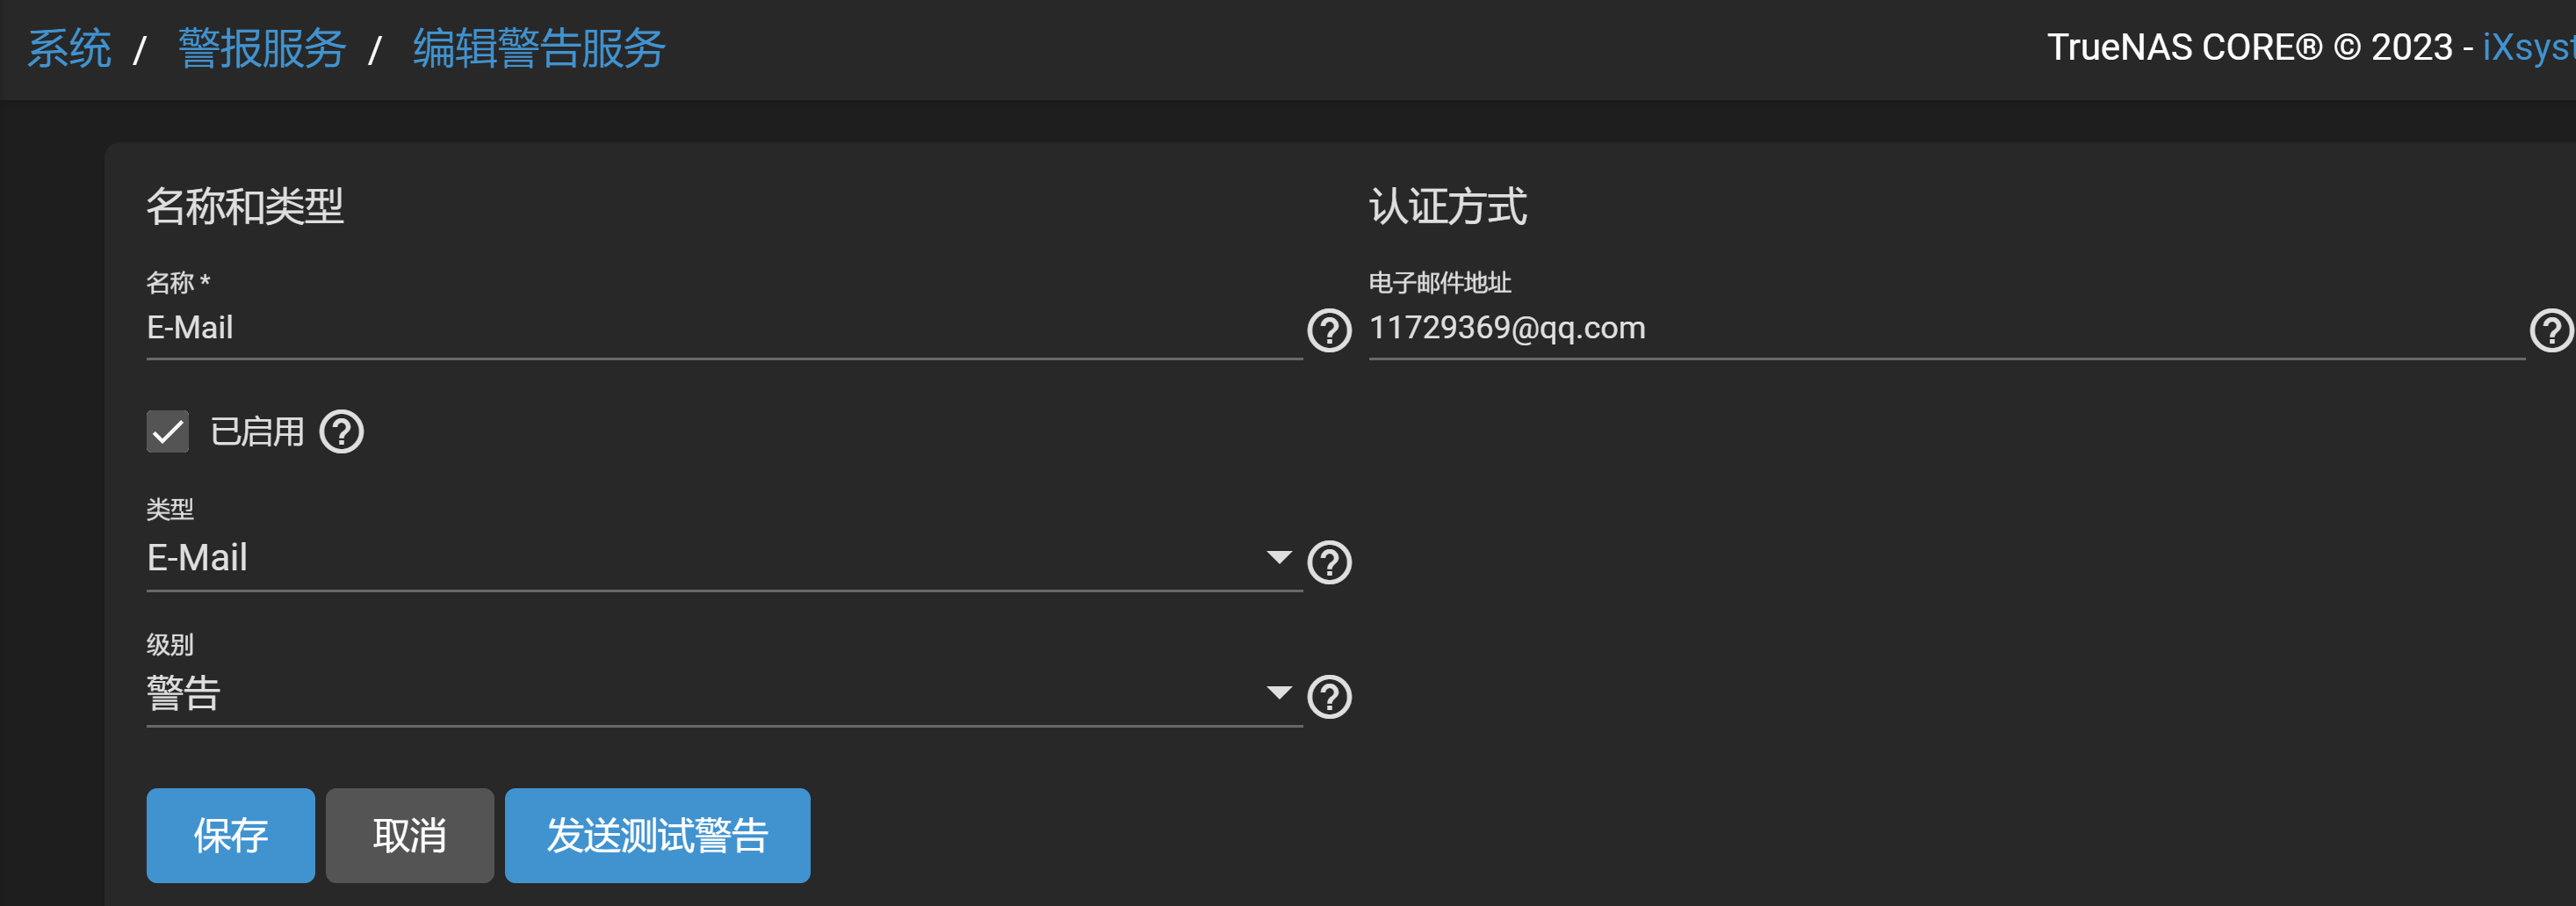 系统 / 警报服务 / 编辑警告服务
TrueNAS CORE® © 2023 - iXsyst
名称和类型
名称 *
E-Mail
已启用
类型
E-Mail
级别
警告
认证方式
电子邮件地址
11729369@qq.com
保存 取消 发送测试警告